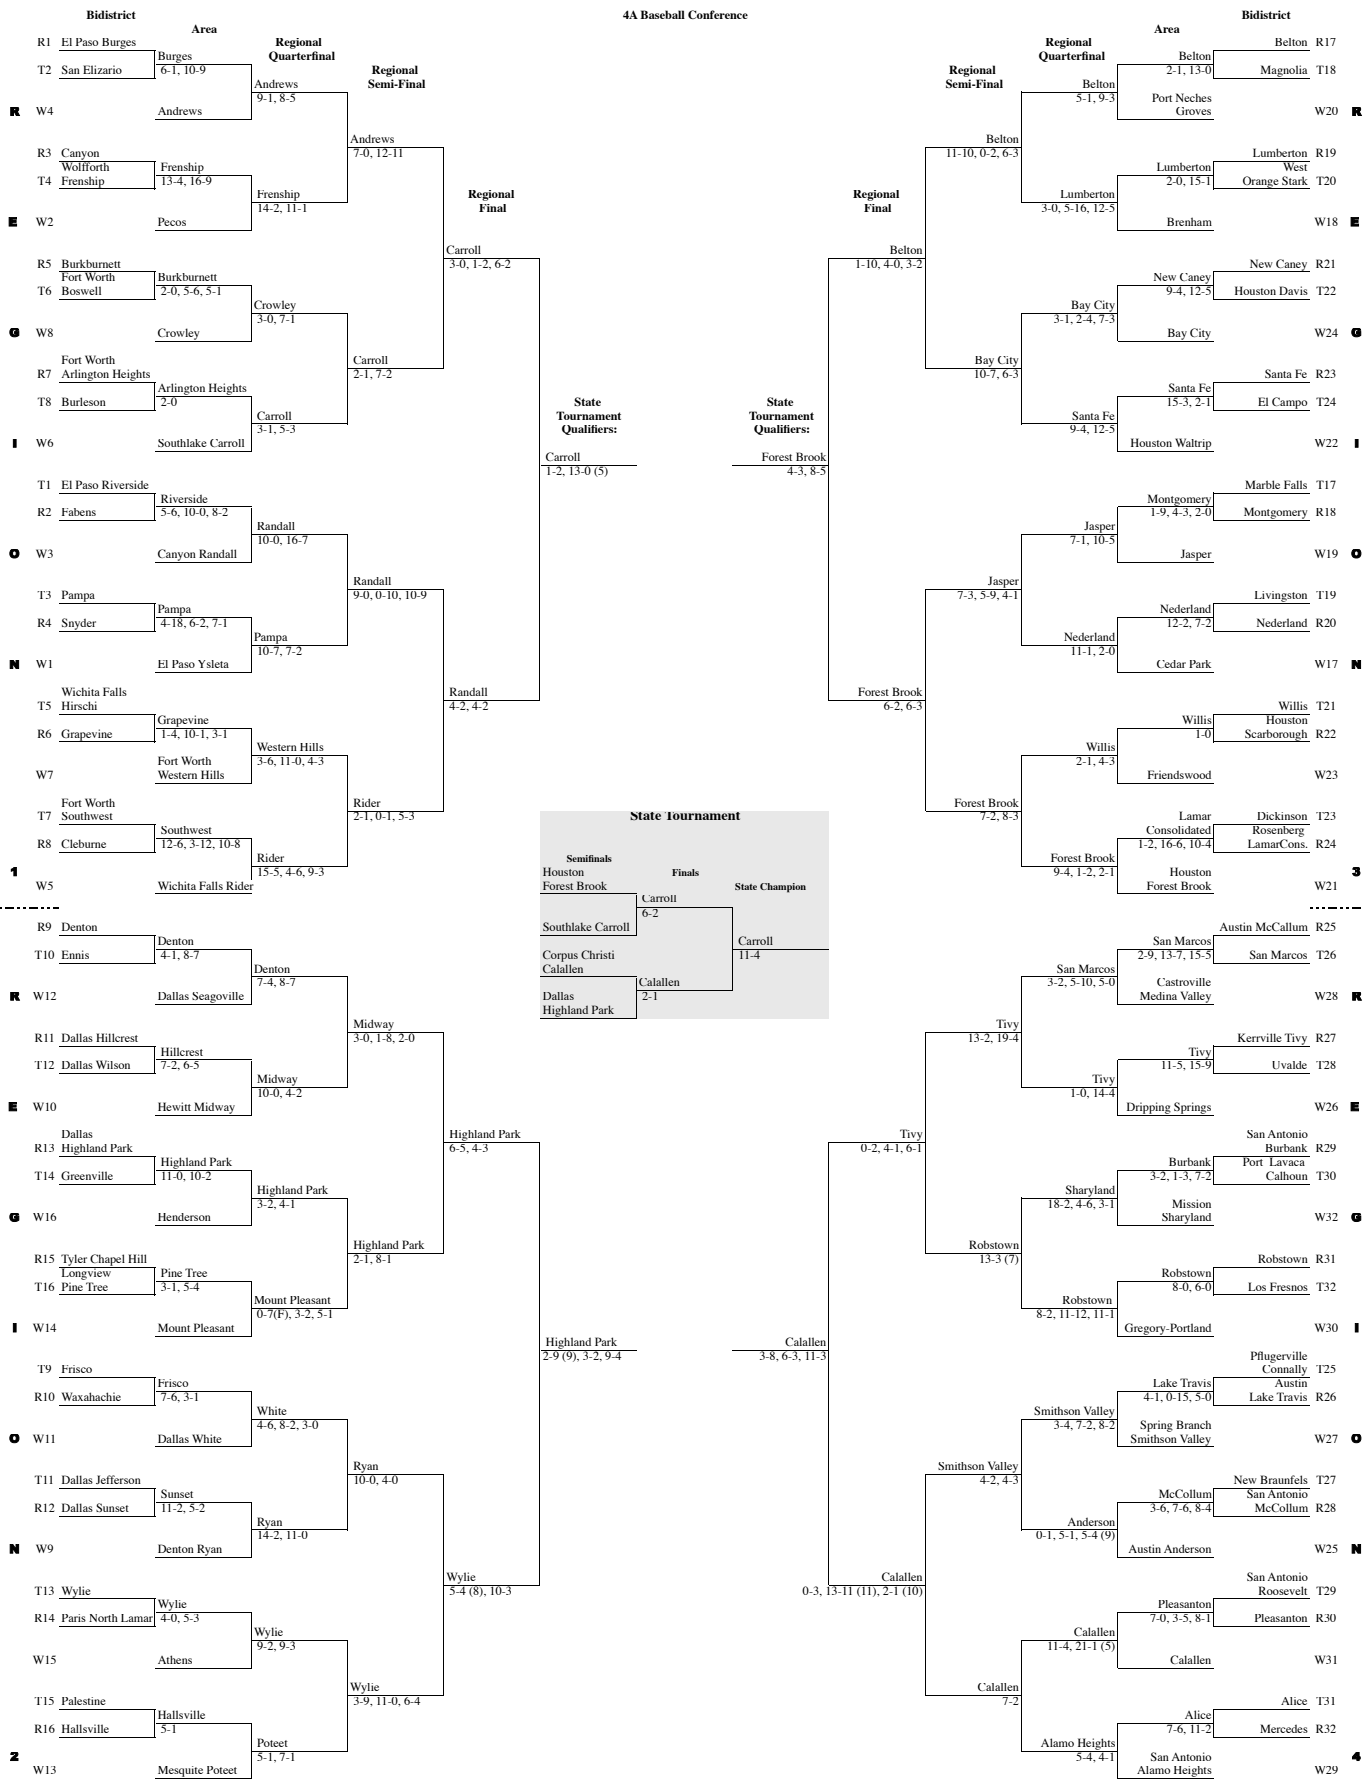 4A Baseball Conference
Bidistrict
Area
Regional
Quarterfinal
Regional
Semi-Final
Regional
Final
State
Tournament
Qualifiers:
R1 El Paso Burges
Burges
T2 San Elizario
6-1, 10-9
Andrews
9-1, 8-5
R W4 Andrews
Andrews
7-0, 12-11
R3 Canyon
Wolfforth
T4 Frenship
Frenship
13-4, 16-9
Frenship
14-2, 11-1
E W2 Pecos
Carroll
3-0, 1-2, 6-2
R5 Burkburnett
Fort Worth
T6 Boswell
Burkburnett
2-0, 5-6, 5-1
Crowley
3-0, 7-1
G W8 Crowley
Carroll
2-1, 7-2
Fort Worth
R7 Arlington Heights
Arlington Heights
T8 Burleson
2-0
Carroll
3-1, 5-3
I W6 Southlake Carroll
Carroll
1-2, 13-0 (5)
T1 El Paso Riverside
Riverside
R2 Fabens
5-6, 10-0, 8-2
Randall
10-0, 16-7
O W3 Canyon Randall
Randall
9-0, 0-10, 10-9
T3 Pampa
Pampa
R4 Snyder
4-18, 6-2, 7-1
Pampa
10-7, 7-2
N W1 El Paso Ysleta
Randall
4-2, 4-2
Wichita Falls
T5 Hirschi
Grapevine
R6 Grapevine
1-4, 10-1, 3-1
Western Hills
3-6, 11-0, 4-3
Fort Worth
W7 Western Hills
Rider
2-1, 0-1, 5-3
Fort Worth
T7 Southwest
Southwest
R8 Cleburne
12-6, 3-12, 10-8
Rider
15-5, 4-6, 9-3
1
W5 Wichita Falls Rider
R9 Denton
Denton
T10 Ennis
4-1, 8-7
Denton
7-4, 8-7
R W12 Dallas Seagoville
Midway
3-0, 1-8, 2-0
R11 Dallas Hillcrest
Hillcrest
T12 Dallas Wilson
7-2, 6-5
Midway
10-0, 4-2
E W10 Hewitt Midway
Highland Park
6-5, 4-3
Dallas
R13 Highland Park
Highland Park
T14 Greenville
11-0, 10-2
Highland Park
3-2, 4-1
G W16 Henderson
Highland Park
2-1, 8-1
R15 Tyler Chapel Hill
Longview
T16 Pine Tree
Pine Tree
3-1, 5-4
Mount Pleasant
0-7(F), 3-2, 5-1
I W14 Mount Pleasant
Highland Park
2-9 (9), 3-2, 9-4
T9 Frisco
Frisco
R10 Waxahachie
7-6, 3-1
White
4-6, 8-2, 3-0
O W11 Dallas White
Ryan
10-0, 4-0
T11 Dallas Jefferson
Sunset
R12 Dallas Sunset
11-2, 5-2
Ryan
14-2, 11-0
N W9 Denton Ryan
Wylie
5-4 (8), 10-3
T13 Wylie
Wylie
R14 Paris North Lamar
4-0, 5-3
Wylie
9-2, 9-3
W15 Athens
Wylie
3-9, 11-0, 6-4
T15 Palestine
Hallsville
R16 Hallsville
5-1
Poteet
5-1, 7-1
2
W13 Mesquite Poteet
State Tournament
Semifinals
Finals
State Champion
Houston
Forest Brook
Carroll
6-2
Southlake Carroll
Carroll
11-4
Corpus Christi
Calallen
Calallen
2-1
Dallas
Highland Park
Bidistrict
Area
Regional
Quarterfinal
Regional
Semi-Final
Regional
Final
State
Tournament
Qualifiers:
Belton R17
Belton
2-1, 13-0
Magnolia T18
Belton
5-1, 9-3
Port Neches
Groves W20 R
Belton
11-10, 0-2, 6-3
Lumberton R19
West
Orange Stark T20
Lumberton
2-0, 15-1
Lumberton
3-0, 5-16, 12-5
Brenham W18 E
Belton
1-10, 4-0, 3-2
New Caney R21
New Caney
9-4, 12-5
Houston Davis T22
Bay City
3-1, 2-4, 7-3
Bay City W24 G
Bay City
10-7, 6-3
Santa Fe R23
Santa Fe
15-3, 2-1
El Campo T24
Santa Fe
9-4, 12-5
Houston Waltrip W22 I
Forest Brook
4-3, 8-5
Marble Falls T17
Montgomery
1-9, 4-3, 2-0
Montgomery R18
Jasper
7-1, 10-5
Jasper W19 O
Jasper
7-3, 5-9, 4-1
Livingston T19
Nederland
12-2, 7-2
Nederland R20
Nederland
11-1, 2-0
Cedar Park W17 N
Forest Brook
6-2, 6-3
Willis T21
Houston
Scarborough R22
Willis
1-0
Willis
2-1, 4-3
Friendswood W23
Forest Brook
7-2, 8-3
Dickinson T23
Rosenberg
LamarCons. R24
Lamar
Consolidated
1-2, 16-6, 10-4
Forest Brook
9-4, 1-2, 2-1
3
Houston
Forest Brook W21
Austin McCallum R25
San Marcos
2-9, 13-7, 15-5
San Marcos T26
San Marcos
3-2, 5-10, 5-0
Castroville
Medina Valley W28 R
Tivy
13-2, 19-4
Kerrville Tivy R27
Tivy
11-5, 15-9
Uvalde T28
Tivy
1-0, 14-4
Dripping Springs W26 E
Tivy
0-2, 4-1, 6-1
San Antonio
Burbank R29
Port Lavaca
Calhoun T30
Burbank
3-2, 1-3, 7-2
Sharyland
18-2, 4-6, 3-1
Mission
Sharyland W32 G
Robstown
13-3 (7)
Robstown R31
Robstown
8-0, 6-0
Los Fresnos T32
Robstown
8-2, 11-12, 11-1
Gregory-Portland W30 I
Calallen
3-8, 6-3, 11-3
Pflugerville
Connally T25
Austin
Lake Travis R26
Lake Travis
4-1, 0-15, 5-0
Smithson Valley
3-4, 7-2, 8-2
Spring Branch
Smithson Valley W27 O
Smithson Valley
4-2, 4-3
New Braunfels T27
San Antonio
McCollum R28
McCollum
3-6, 7-6, 8-4
Anderson
0-1, 5-1, 5-4 (9)
Austin Anderson W25 N
Calallen
0-3, 13-11 (11), 2-1 (10)
San Antonio
Roosevelt T29
Pleasanton
7-0, 3-5, 8-1
Pleasanton R30
Calallen
11-4, 21-1 (5)
Calallen W31
Calallen
7-2
Alice T31
Alice
7-6, 11-2
Mercedes R32
Alamo Heights
5-4, 4-1
4
San Antonio
Alamo Heights W29